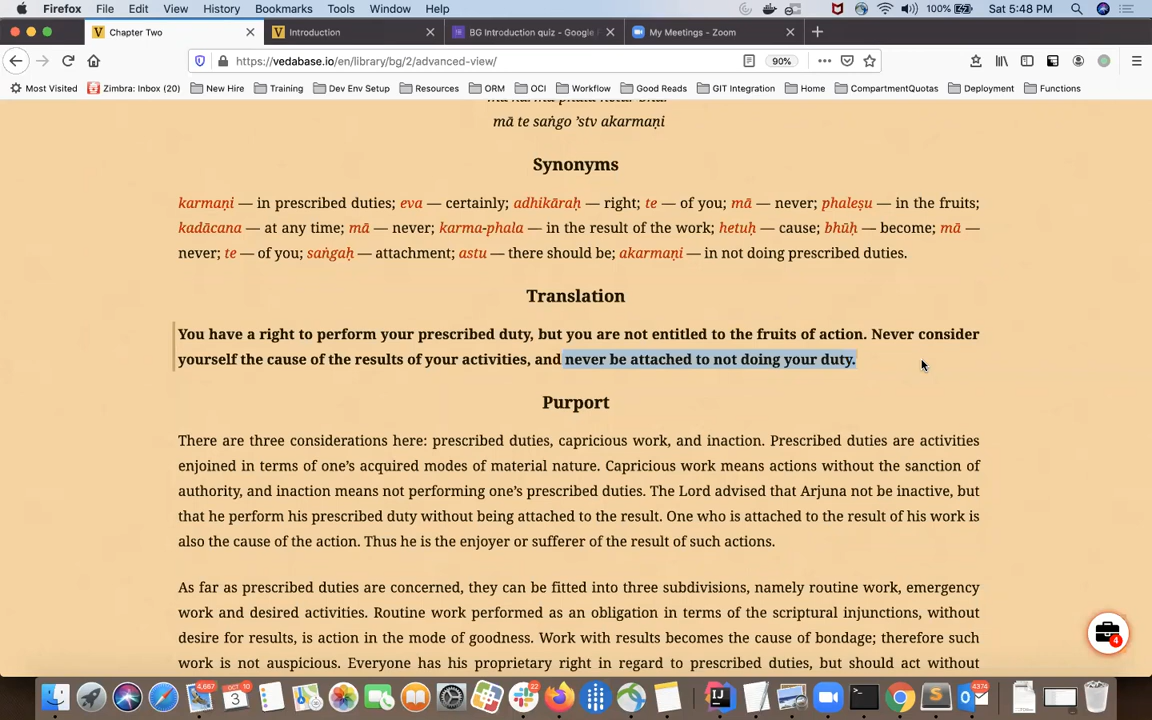 Firefox File Edit View History Bookmarks Tools Window Help 100% Sat 5:48 PM
Chapter Two Introduction BG Introduction quiz - Google F My Meetings - Zoom
https://vedabase.io/en/library/bg/2/advanced-view/ 90%
Most Visited Zimbra: Inbox (20) New Hire Training Dev Env Setup Resources ORM OCI Workflow Good Reads GIT Integration Home CompartmentQuotas Deployment Functions
mā te saṅgo ’stv akarmaṇi
Synonyms
karmaṇi — in prescribed duties; eva — certainly; adhikāraḥ — right; te — of you; mā — never; phaleṣu — in the fruits;
kadācana — at any time; mā — never; karma-phala — in the result of the work; hetuḥ — cause; bhūḥ — become; mā —
never; te — of you; saṅgaḥ — attachment; astu — there should be; akarmaṇi — in not doing prescribed duties.
Translation
You have a right to perform your prescribed duty, but you are not entitled to the fruits of action. Never consider
yourself the cause of the results of your activities, and never be attached to not doing your duty.
Purport
There are three considerations here: prescribed duties, capricious work, and inaction. Prescribed duties are activities
enjoined in terms of one’s acquired modes of material nature. Capricious work means actions without the sanction of
authority, and inaction means not performing one’s prescribed duties. The Lord advised that Arjuna not be inactive, but
that he perform his prescribed duty without being attached to the result. One who is attached to the result of his work is
also the cause of the action. Thus he is the enjoyer or sufferer of the result of such actions.
As far as prescribed duties are concerned, they can be fitted into three subdivisions, namely routine work, emergency
work and desired activities. Routine work performed as an obligation in terms of the scriptural injunctions, without
desire for results, is action in the mode of goodness. Work with results becomes the cause of bondage; therefore such
work is not auspicious. Everyone has his proprietary right in regard to prescribed duties, but should act without
4
4,667 OCT 3 22 IJ 4374